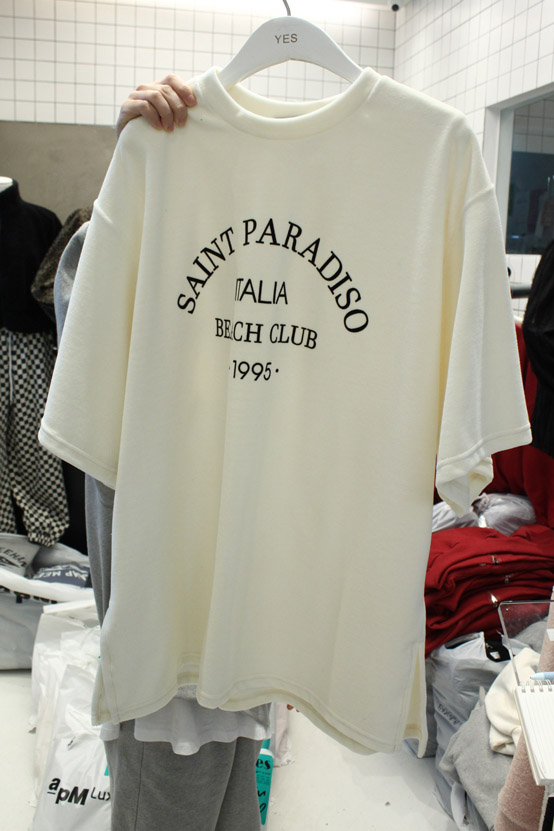 YES
SAINT PARADISO
ITALIA
BEACH CLUB
·1995·
apM Lux